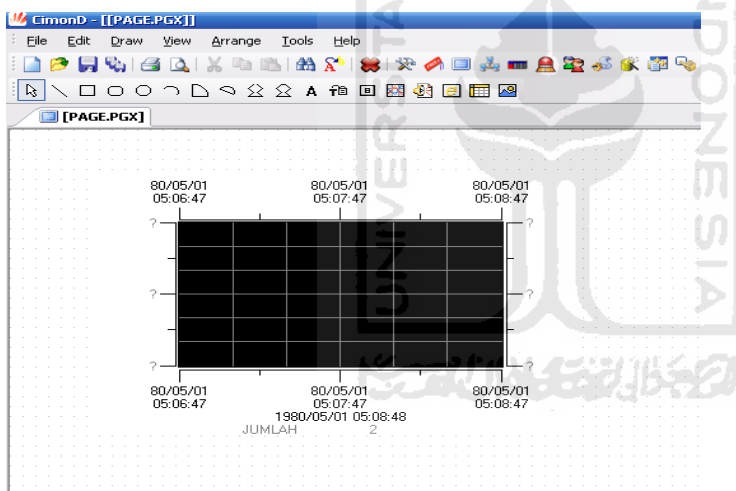 CimonD - [[PAGE.PGX]]
File Edit Draw View Arrange Tools Help
A
[PAGE.PGX]
80/05/01 80/05/01 80/05/01
05:06:47 05:07:47 05:08:47
? ?
? ?
? ?
80/05/01 80/05/01 80/05/01
05:06:47 05:07:47 05:08:47
1980/05/01 05:08:48
JUMLAH 2
UNIVERSITA
NDONESIA